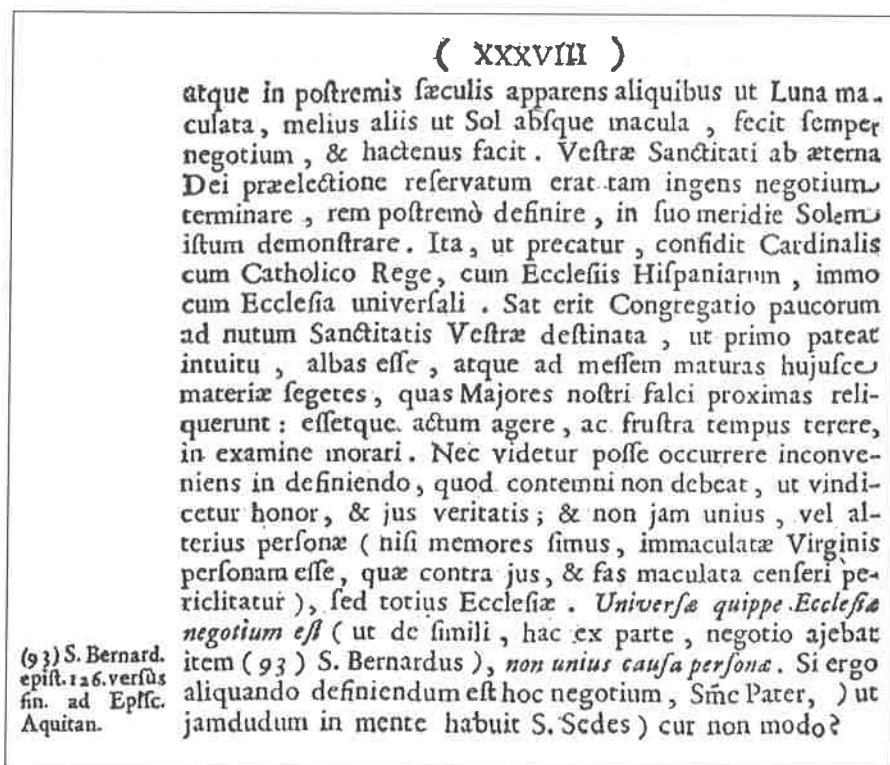 ( XXXVIII )
atque in poſtremis ſæculis apparens aliquibus ut Luna ma-
culata, melius aliis ut Sol abſque macula, fecit ſemper
negotium, & hactenus facit. Veſtræ Sanctitati ab æterna
Dei præelectione reſervatum erat tam ingens negotium
terminare, rem poſtremò definire, in ſuo meridie Solem
iſtum demonſtrare. Ita, ut precatur, confidit Cardinalis
cum Catholico Rege, cum Eccleſiis Hiſpaniarum, immo
cum Eccleſia univerſali. Sat erit Congregatio paucorum
ad nutum Sanctitatis Veſtræ deſtinata, ut primo pateat
intuitu, albas eſſe, atque ad meſſem maturas hujuſce
materiæ ſegetes, quas Majores noſtri falci proximas reli-
querunt: eſſetque. actum agere, ac fruſtra tempus terere,
in examine morari. Nec videtur poſſe occurrere inconve-
niens in definiendo, quod contemni non debeat, ut vindi-
cetur honor, & jus veritatis; & non jam unius, vel al-
terius perſonæ ( niſi memores ſimus, immaculatæ Virginis
perſonam eſſe, quæ contra jus, & fas maculata cenſeri pe-
riclitatur ), ſed totius Eccleſiæ. Univerſæ quippe Eccleſiæ
negotium eſt ( ut de ſimili, hac ex parte, negotio ajebat
item (93) S. Bernardus ), non unius cauſa perſonæ. Si ergo
aliquando definiendum eſt hoc negotium, Sm̃e Pater, ) ut
jamdudum in mente habuit S. Sedes ) cur non modo?
(93) S. Bernard.
epiſt. 126. verſùs
fin. ad Epiſc.
Aquitan.